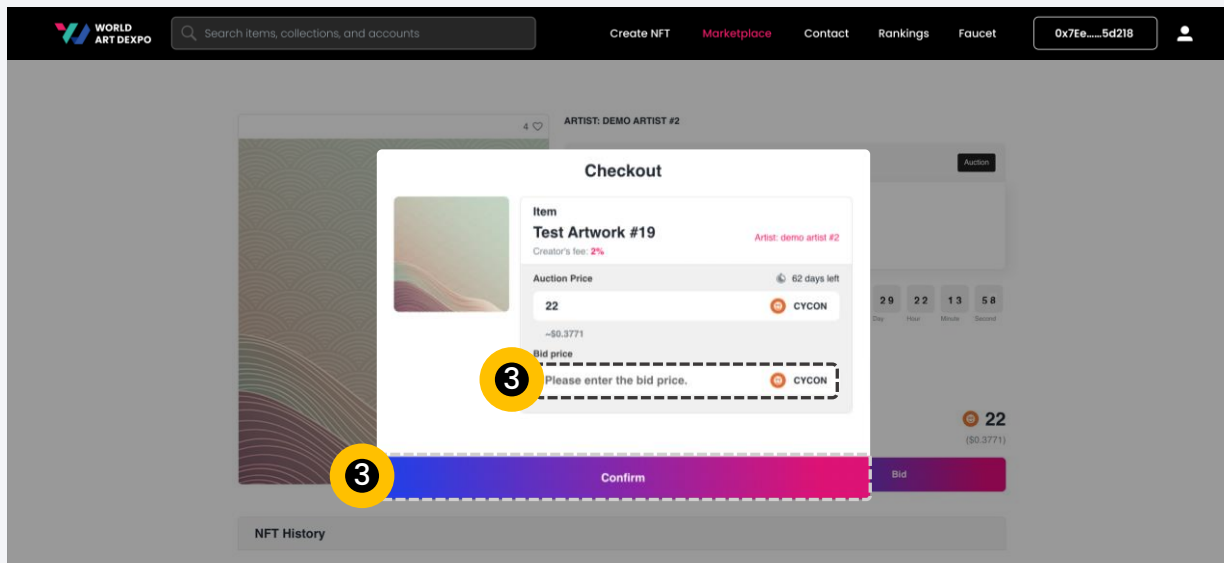 WORLD
ART DEXPO
Search items, collections, and accounts
Create NFT
Marketplace
Contact
Rankings
Faucet
0x7Ee......5d218
4
ARTIST: DEMO ARTIST #2
Auction
Checkout
Item
Test Artwork #19
Artist: demo artist #2
Creator's fee: 2%
Auction Price
62 days left
22
CYCON
~$0.3771
Bid price
3
Please enter the bid price.
CYCON
29 22 13 58
Day Hour Minute Second
22
($0.3771)
3
Confirm
Bid
NFT History